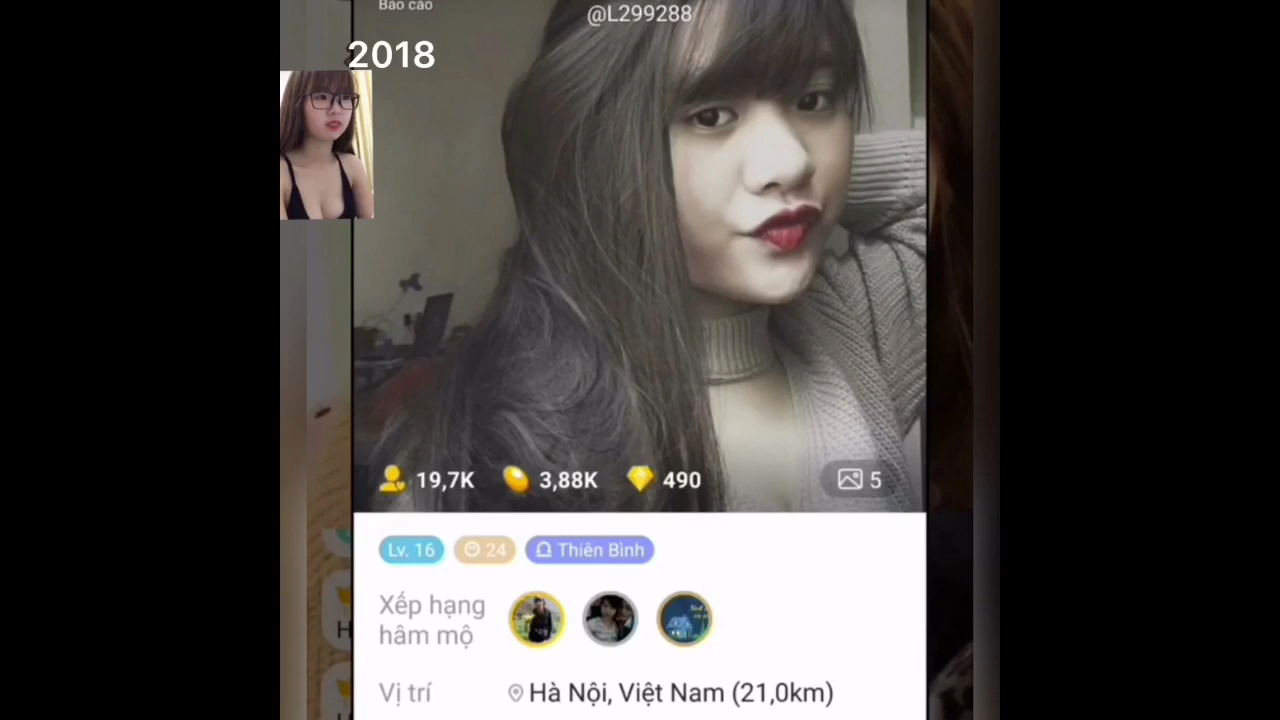 Báo cáo
@L299288
2018
19,7K 3,88K 490 5
Lv. 16 24 Thiên Bình
Xếp hạng
hâm mộ
Vị trí Hà Nội, Việt Nam (21,0km)